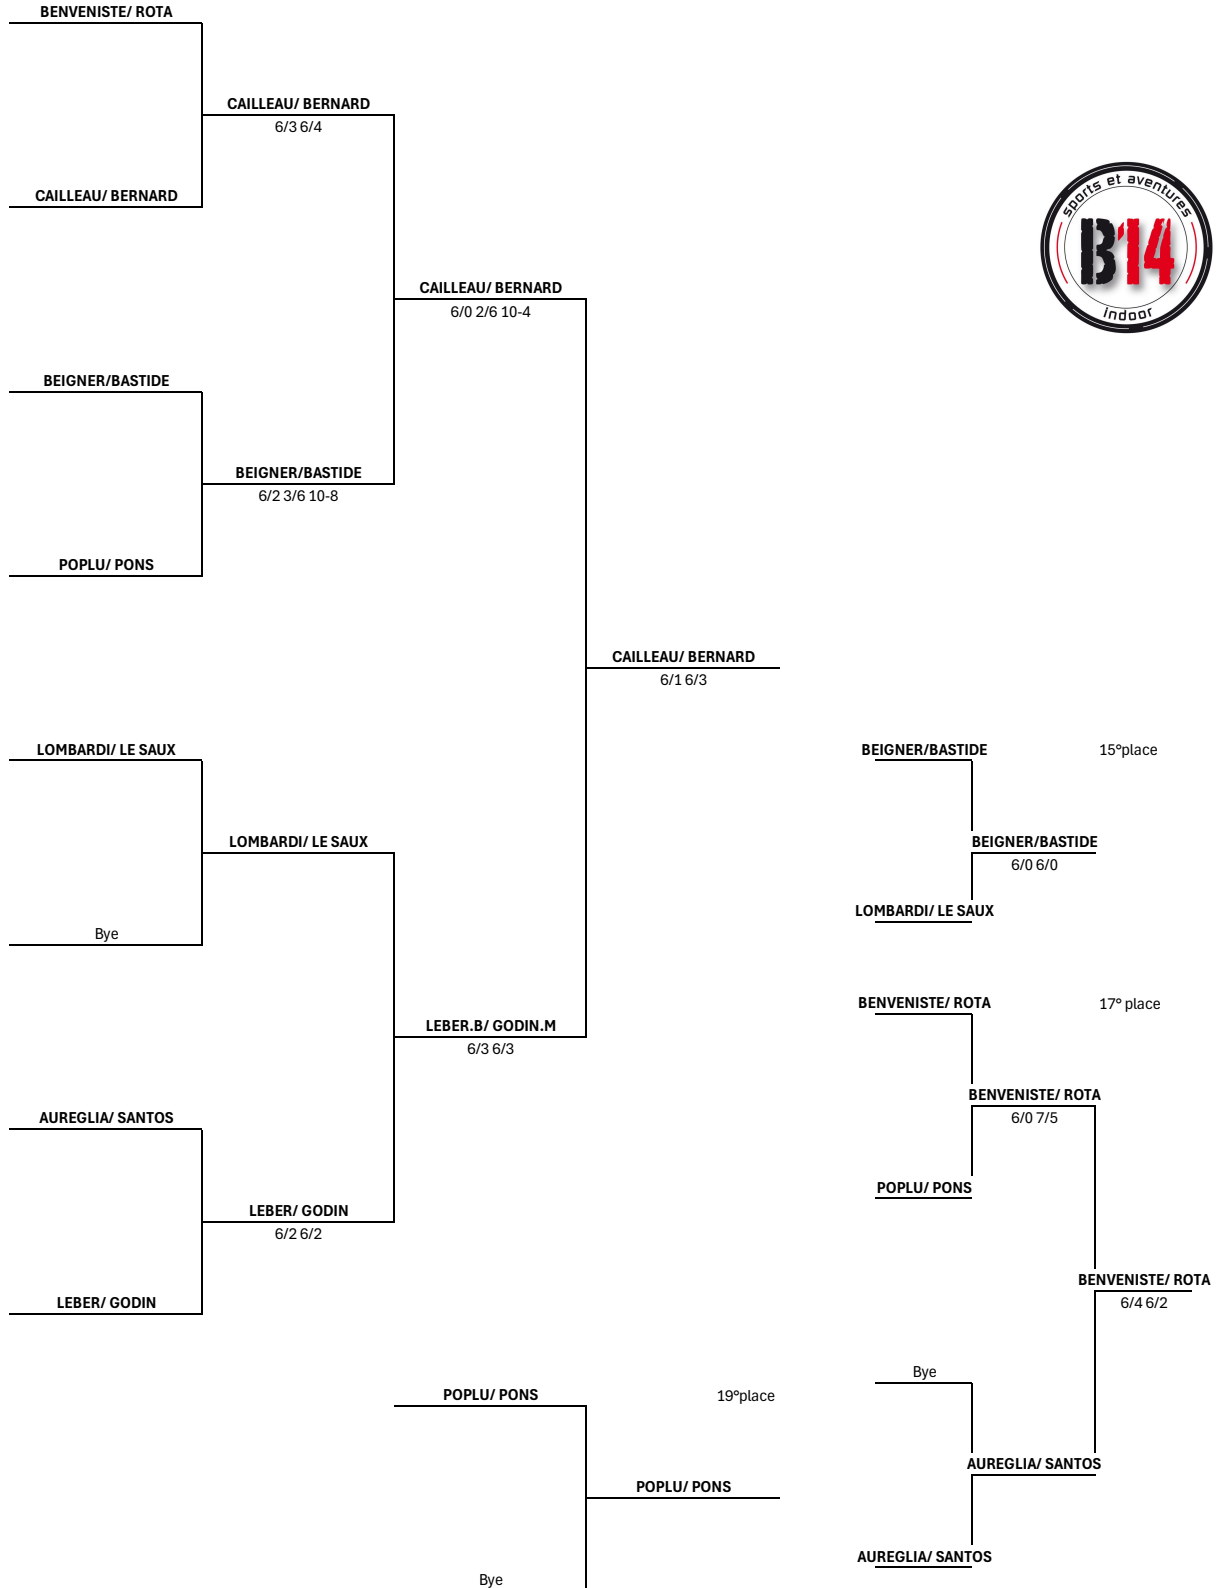 BENVENISTE/ ROTA
CAILLEAU/ BERNARD
6/3 6/4
sports et aventures
B'14
indoor
CAILLEAU/ BERNARD
CAILLEAU/ BERNARD
6/0 2/6 10-4
BEIGNER/BASTIDE
BEIGNER/BASTIDE
6/2 3/6 10-8
POPLU/ PONS
CAILLEAU/ BERNARD
6/1 6/3
LOMBARDI/ LE SAUX
BEIGNER/BASTIDE
15°place
LOMBARDI/ LE SAUX
BEIGNER/BASTIDE
6/0 6/0
LOMBARDI/ LE SAUX
Bye
BENVENISTE/ ROTA
17° place
LEBER.B/ GODIN.M
6/3 6/3
BENVENISTE/ ROTA
6/0 7/5
AUREGLIA/ SANTOS
POPLU/ PONS
LEBER/ GODIN
6/2 6/2
BENVENISTE/ ROTA
6/4 6/2
LEBER/ GODIN
Bye
POPLU/ PONS
19°place
AUREGLIA/ SANTOS
POPLU/ PONS
AUREGLIA/ SANTOS
Bye